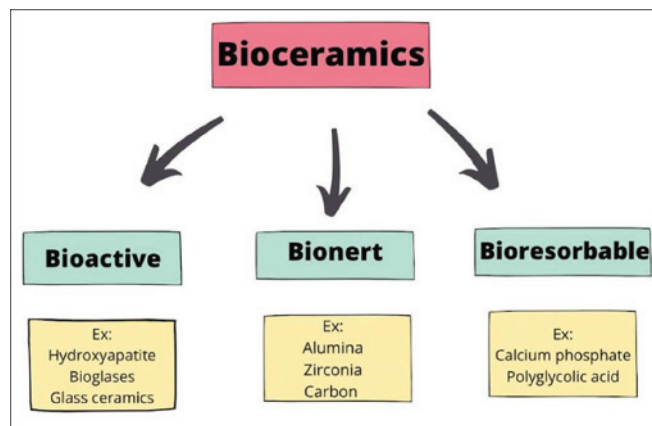 Bioceramics
Bioactive
Bionert
Bioresorbable
Ex:
Hydroxyapatite
Bioglases
Glass ceramics
Ex:
Alumina
Zirconia
Carbon
Ex:
Calcium phosphate
Polyglycolic acid